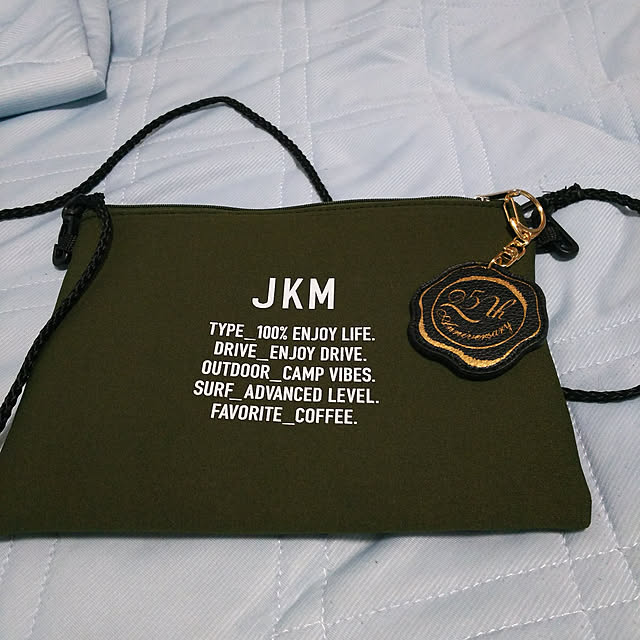 JKM
TYPE_100% ENJOY LIFE.
DRIVE_ENJOY DRIVE.
OUTDOOR_CAMP VIBES.
SURF_ADVANCED LEVEL.
FAVORITE_COFFEE.
25th
Anniversary